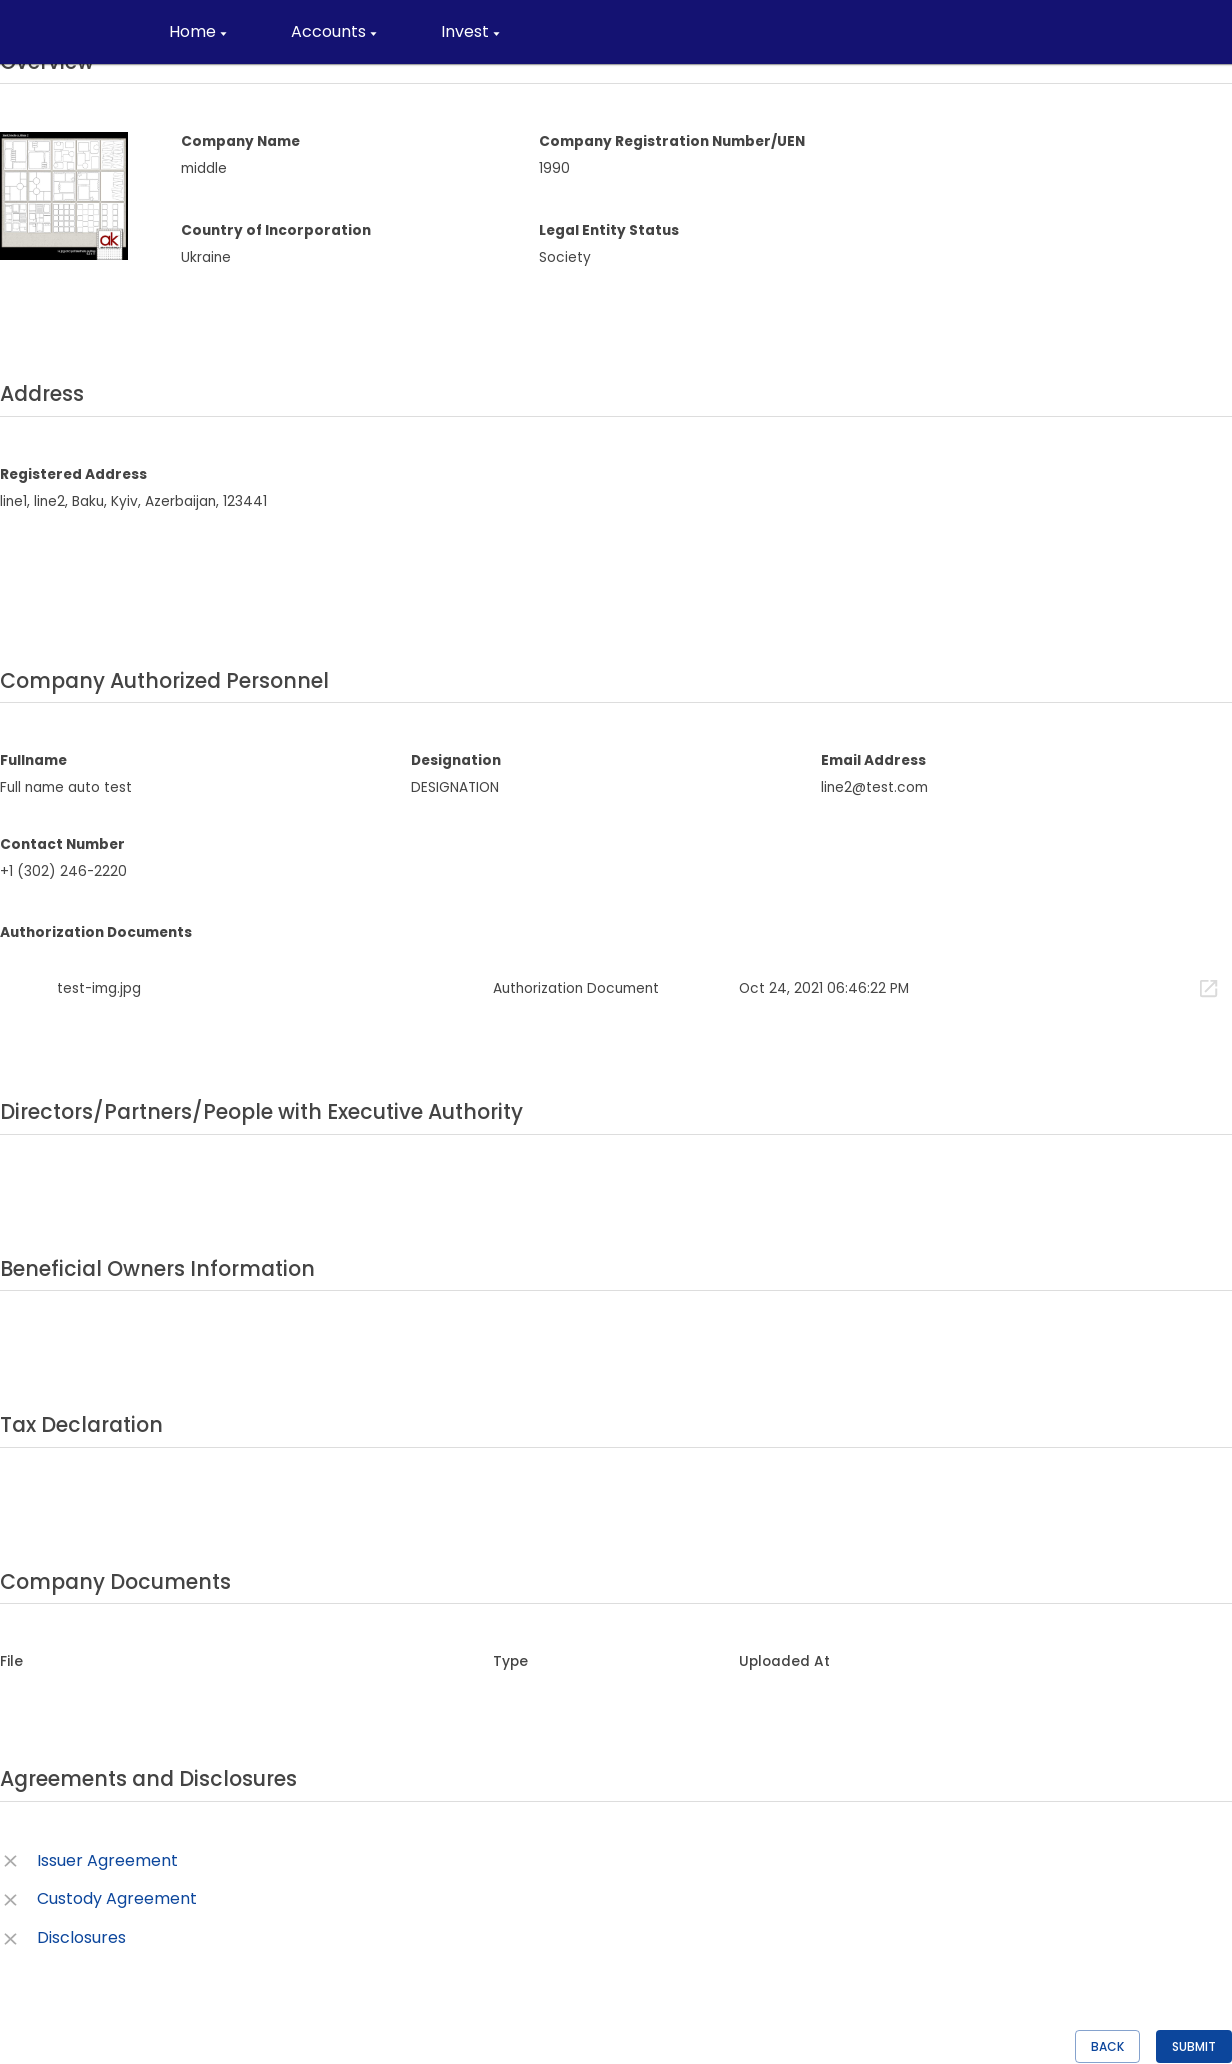 Home
Accounts
Invest
Overview
Company Name
Company Registration Number/UEN
middle
1990
Country of Incorporation
Legal Entity Status
Ukraine
Society
ak
Address
Registered Address
line1, line2, Baku, Kyiv, Azerbaijan, 123441
Company Authorized Personnel
Fullname
Designation
Email Address
Full name auto test
DESIGNATION
line2@test.com
Contact Number
+1 (302) 246-2220
Authorization Documents
test-img.jpg
Authorization Document
Oct 24, 2021 06:46:22 PM
Directors/Partners/People with Executive Authority
Beneficial Owners Information
Tax Declaration
Company Documents
File
Type
Uploaded At
Agreements and Disclosures
Issuer Agreement
Custody Agreement
Disclosures
BACK
SUBMIT